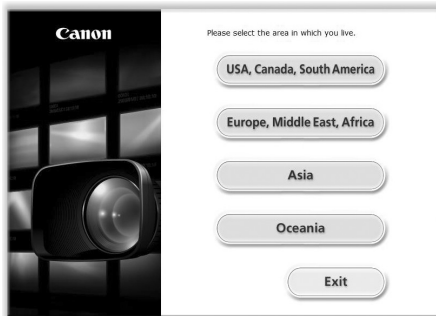 Canon
Please select the area in which you live.
USA, Canada, South America
Europe, Middle East, Africa
Asia
Oceania
Exit